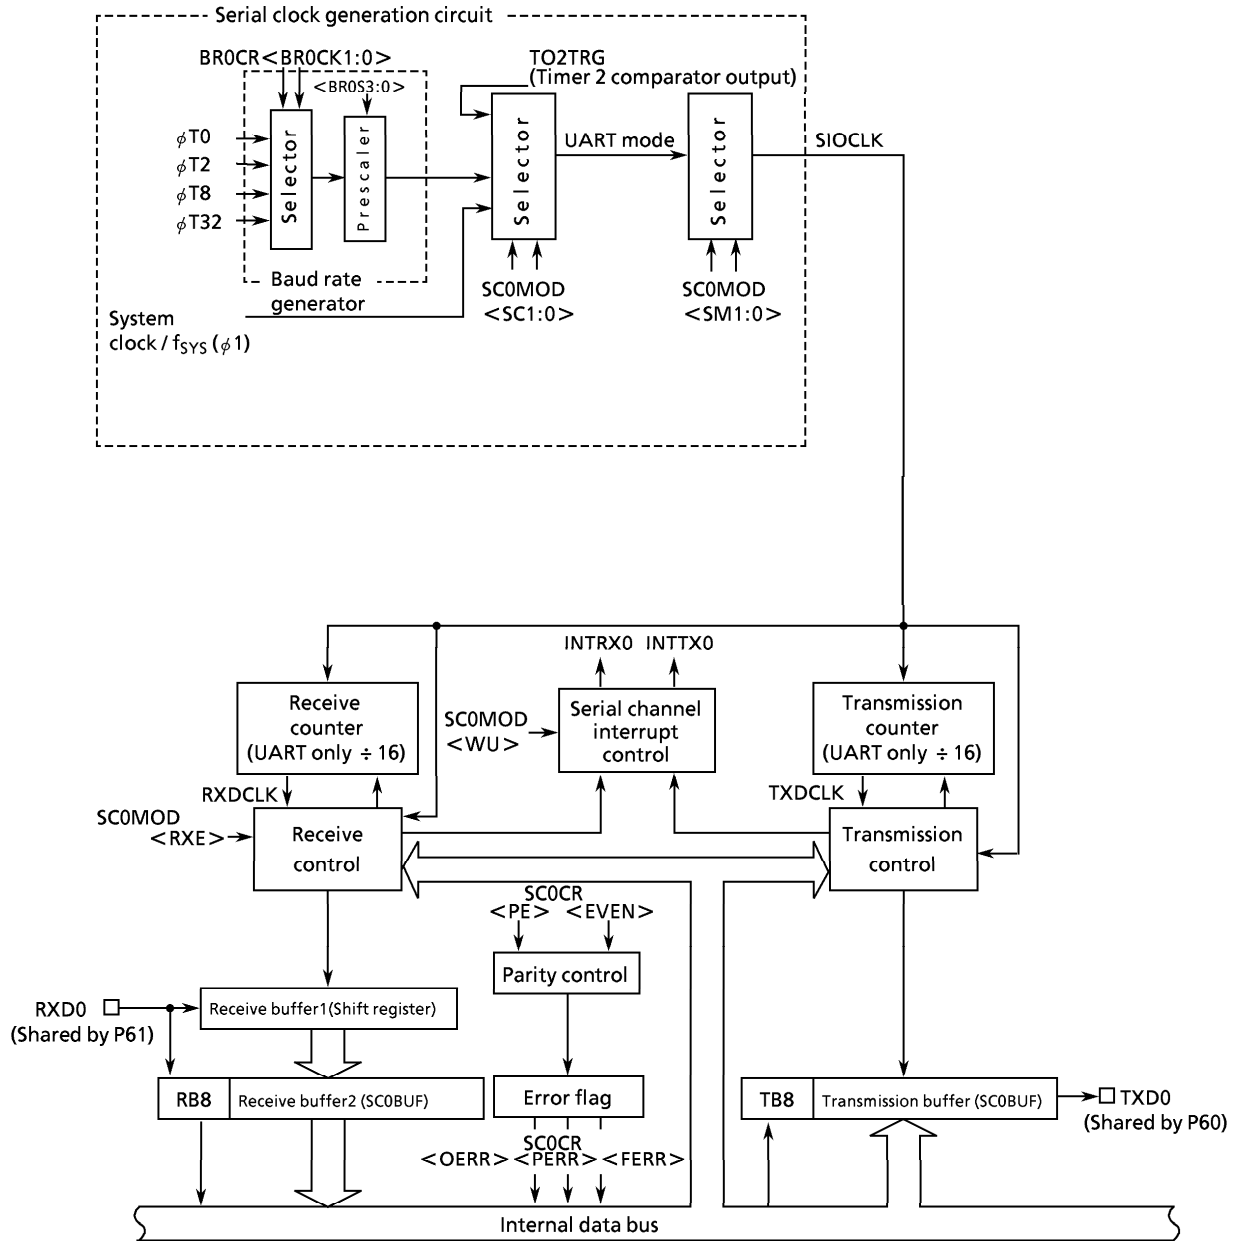 Serial clock generation circuit
BR0CR<BR0CK1:0>
<BR0S3:0>
TO2TRG
(Timer 2 comparator output)
φT0
φT2
φT8
φT32
Selector
Prescaler
Selector
UART mode
Selector
SIOCLK
Baud rate
generator
SC0MOD
<SC1:0>
SC0MOD
<SM1:0>
System
clock / fSYS (φ1)
INTRX0
INTTX0
Receive
counter
(UART only ÷ 16)
SC0MOD
<WU>
Serial channel
interrupt
control
Transmission
counter
(UART only ÷ 16)
RXDCLK
TXDCLK
SC0MOD
<RXE>
Receive
control
Transmission
control
SC0CR
<PE>
<EVEN>
Parity control
RXD0
(Shared by P61)
Receive buffer1(Shift register)
RB8
Receive buffer2 (SC0BUF)
Error flag
TB8
Transmission buffer (SC0BUF)
TXD0
(Shared by P60)
SC0CR
<OERR>
<PERR>
<FERR>
Internal data bus